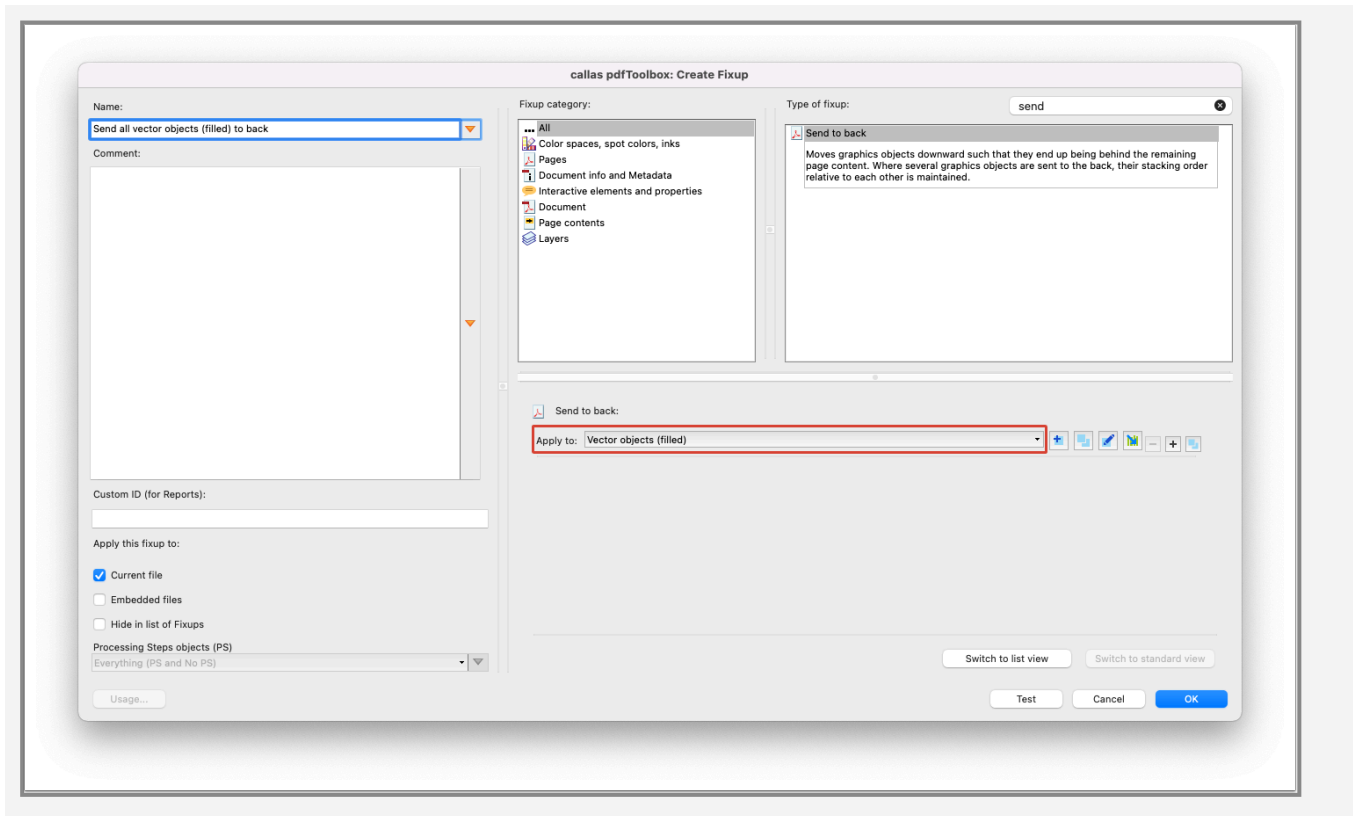 callas pdfToolbox: Create Fixup
Name:
Send all vector objects (filled) to back
Comment:
Custom ID (for Reports):
Apply this fixup to:
Current file
Embedded files
Hide in list of Fixups
Processing Steps objects (PS)
Everything (PS and No PS)
Usage...
Fixup category:
All
Color spaces, spot colors, inks
Pages
Document info and Metadata
Interactive elements and properties
Document
Page contents
Layers
Type of fixup:
send
Send to back
Moves graphics objects downward such that they end up being behind the remaining
page content. Where several graphics objects are sent to the back, their stacking order
relative to each other is maintained.
Send to back:
Apply to: Vector objects (filled)
Switch to list view
Switch to standard view
Test
Cancel
OK